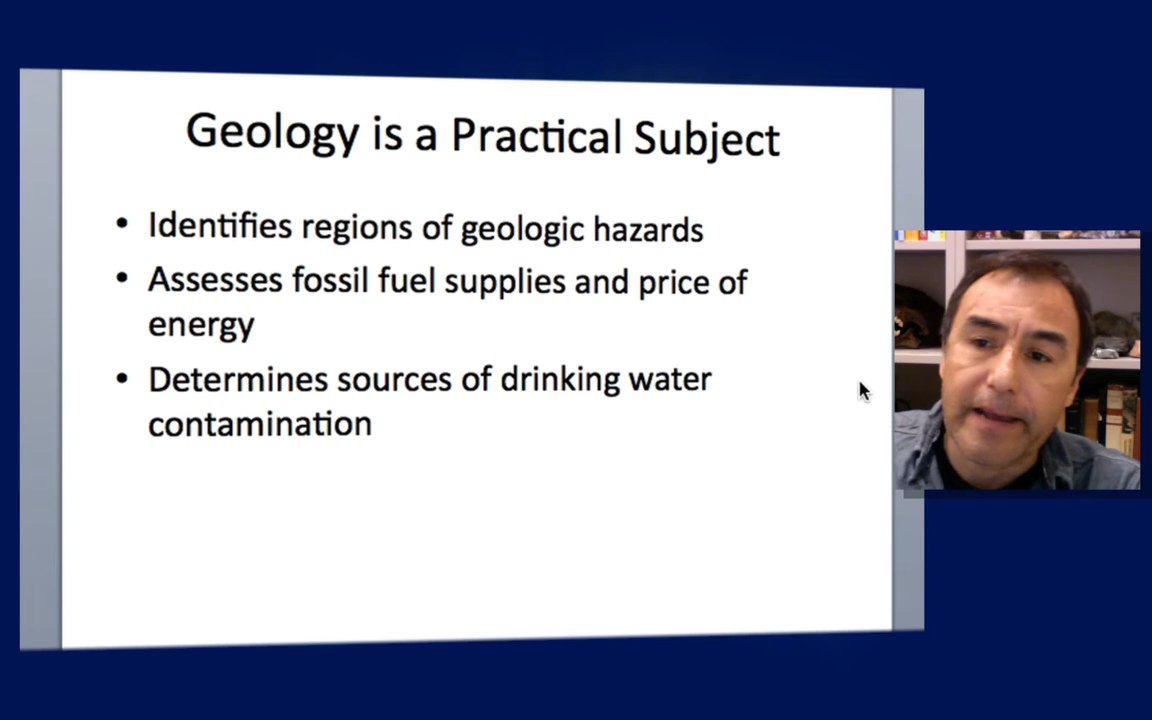 Geology is a Practical Subject
• Identifies regions of geologic hazards
• Assesses fossil fuel supplies and price of
energy
• Determines sources of drinking water
contamination